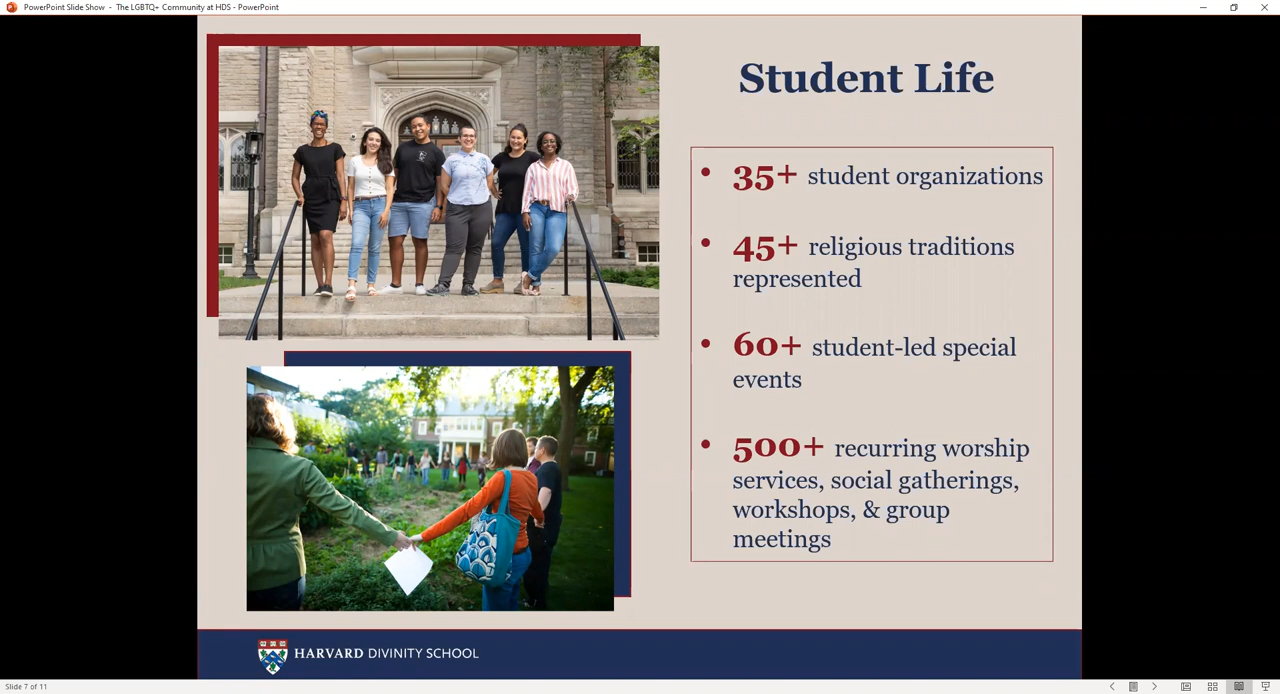 PowerPoint Slide Show - The LGBTQ+ Community at HDS - PowerPoint
Student Life
• 35+ student organizations
• 45+ religious traditions
represented
• 60+ student-led special
events
• 500+ recurring worship
services, social gatherings,
workshops, & group
meetings
HARVARD DIVINITY SCHOOL
Slide 7 of 11